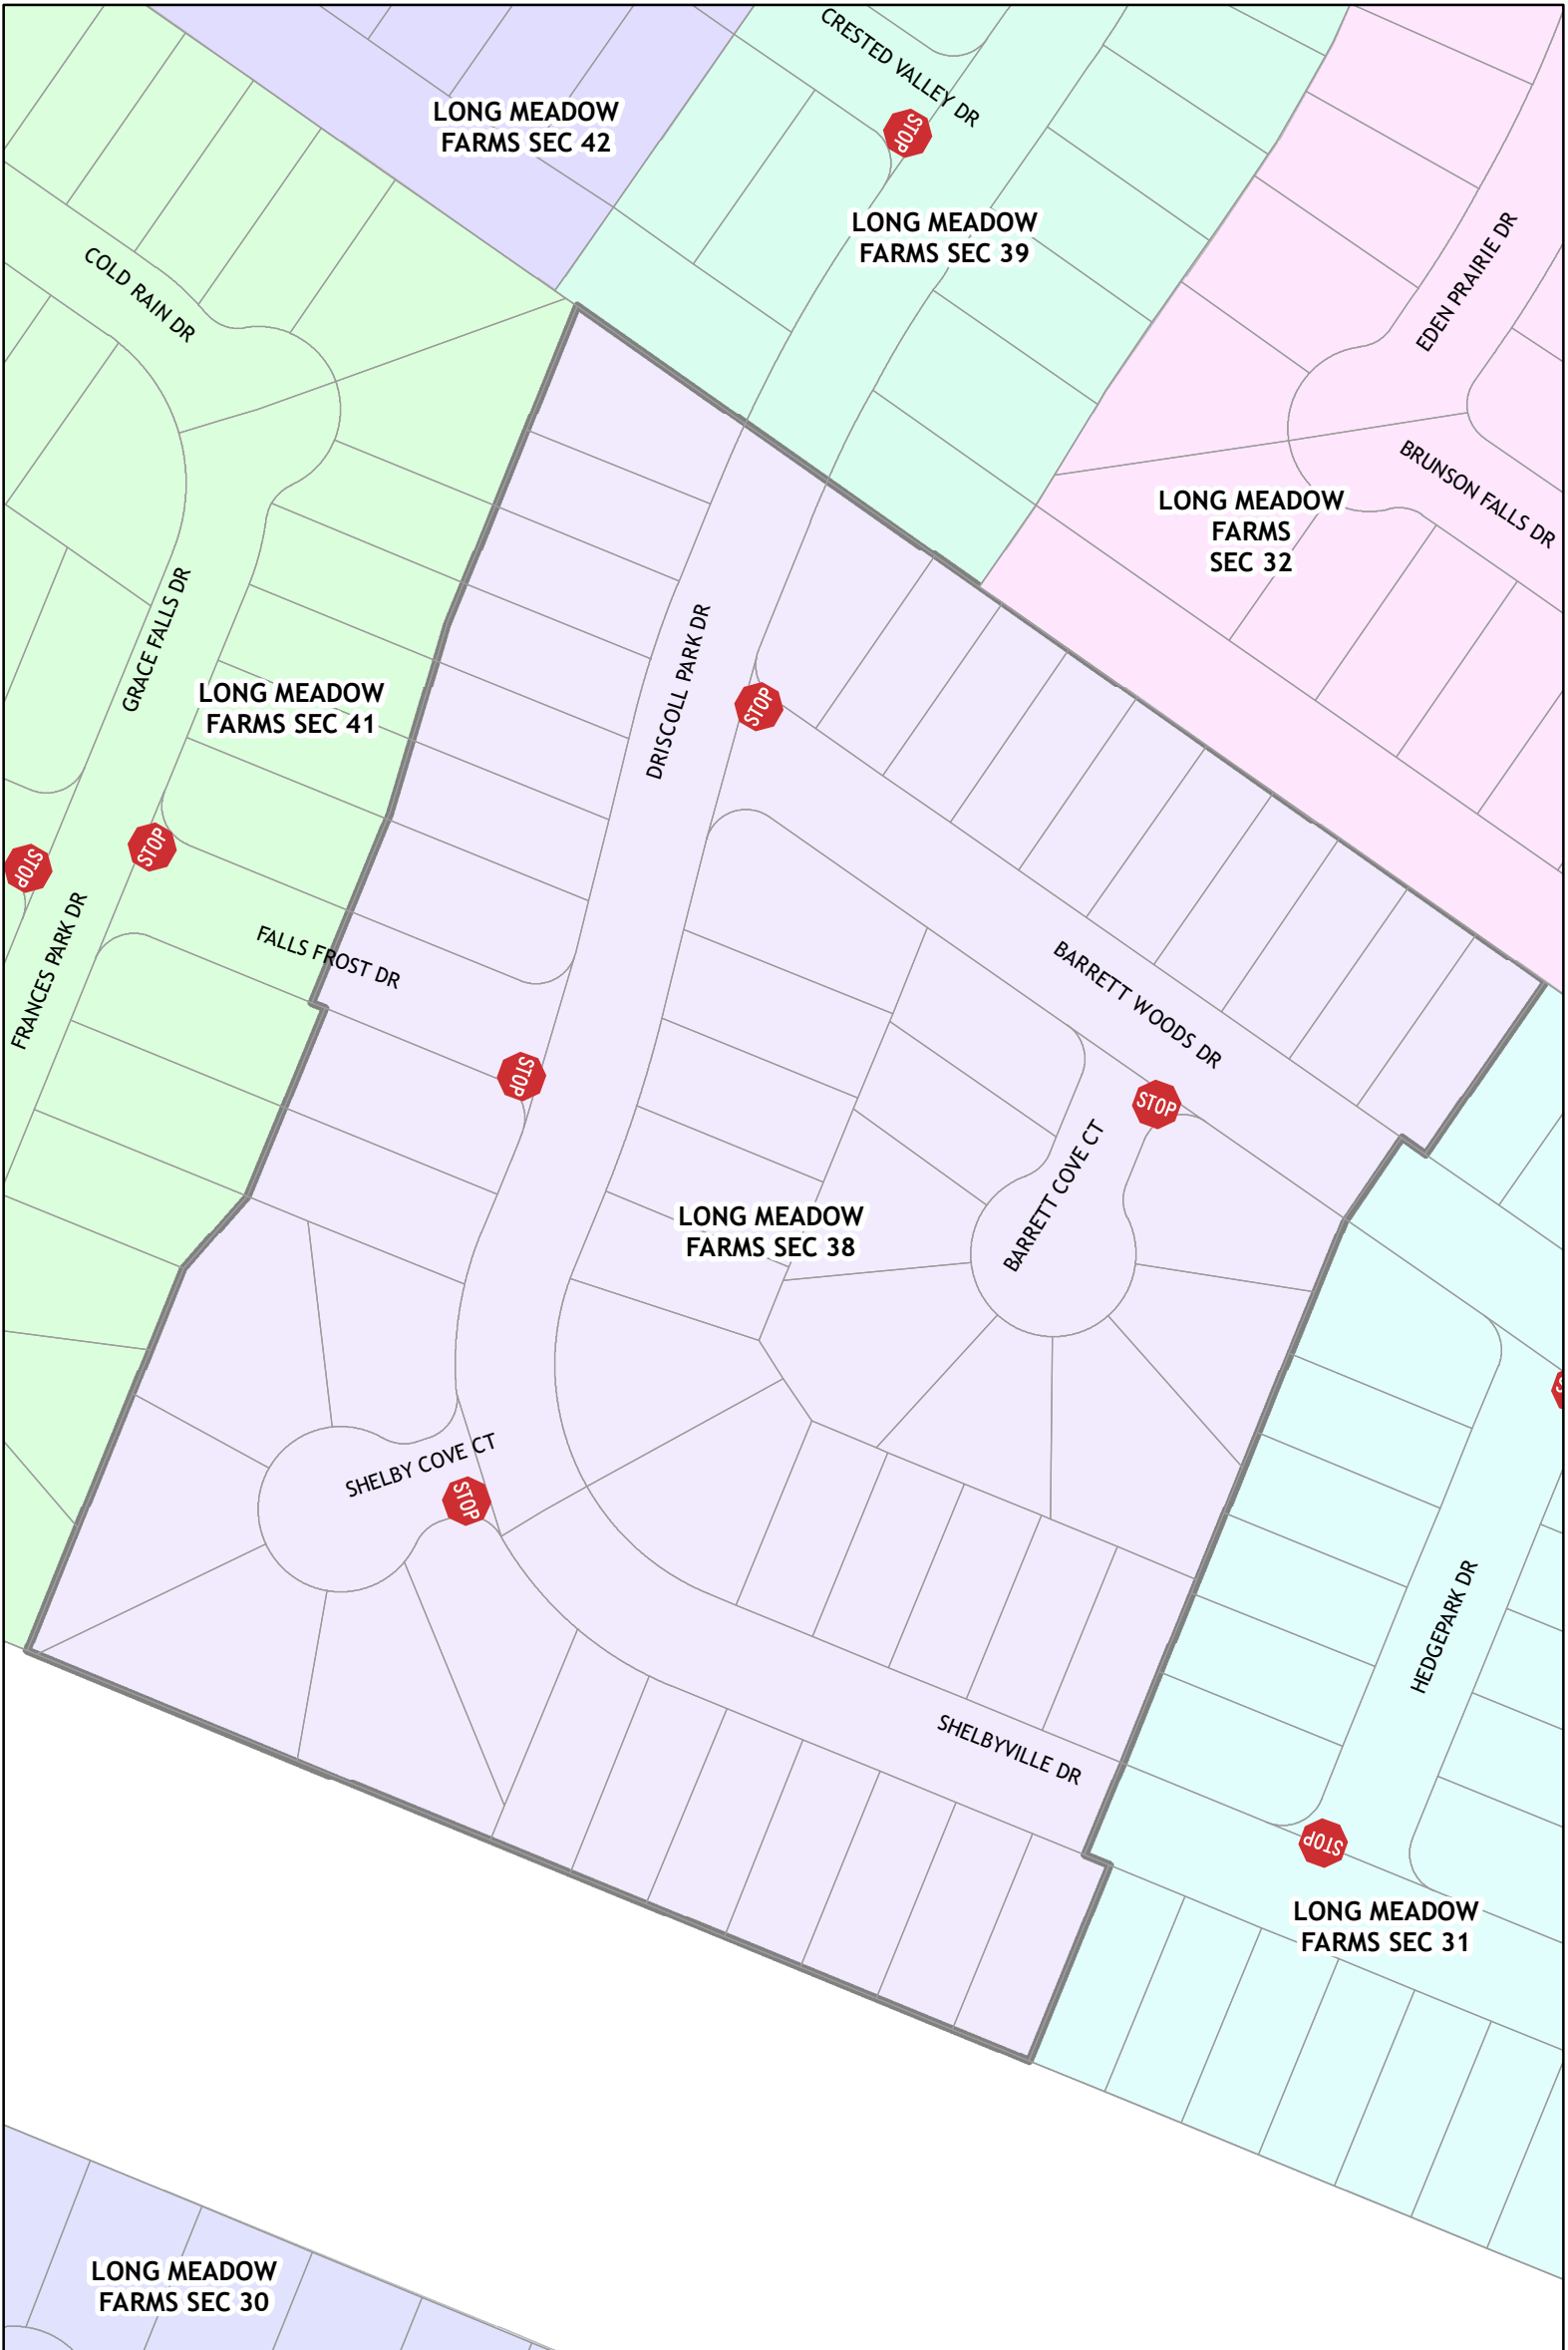 CRESTED VALLEY DR
LONG MEADOW
FARMS SEC 42
STOP
LONG MEADOW
FARMS SEC 39
EDEN PRAIRIE DR
COLD RAIN DR
BRUNSON FALLS DR
LONG MEADOW
FARMS
SEC 32
GRACE FALLS DR
DRISCOLL PARK DR
LONG MEADOW
FARMS SEC 41
STOP
STOP
STOP
FRANCES PARK DR
FALLS FROST DR
BARRETT WOODS DR
STOP
STOP
BARRETT COVE CT
LONG MEADOW
FARMS SEC 38
SHELBY COVE CT
STOP
HEDGEPARK DR
SHELBYVILLE DR
STOP
LONG MEADOW
FARMS SEC 31
LONG MEADOW
FARMS SEC 30